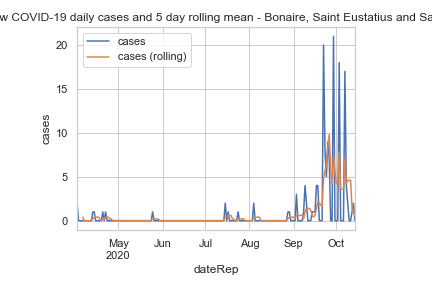 w COVID-19 daily cases and 5 day rolling mean - Bonaire, Saint Eustatius and Sa
cases
cases (rolling)
20
15
10
5
0
cases
May
2020
Jun
Jul
Aug
Sep
Oct
dateRep